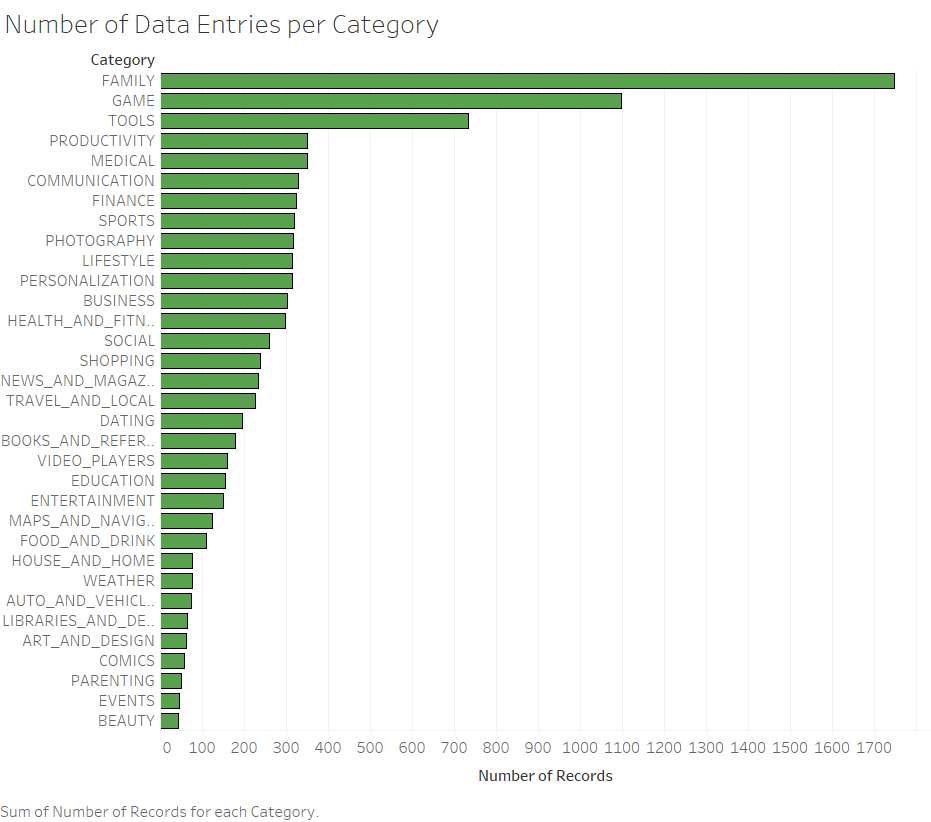 Number of Data Entries per Category
Category
FAMILY
GAME
TOOLS
PRODUCTIVITY
MEDICAL
COMMUNICATION
FINANCE
SPORTS
PHOTOGRAPHY
LIFESTYLE
PERSONALIZATION
BUSINESS
HEALTH_AND_FITN..
SOCIAL
SHOPPING
NEWS_AND_MAGAZ..
TRAVEL_AND_LOCAL
DATING
BOOKS_AND_REFER..
VIDEO_PLAYERS
EDUCATION
ENTERTAINMENT
MAPS_AND_NAVIG..
FOOD_AND_DRINK
HOUSE_AND_HOME
WEATHER
AUTO_AND_VEHICL..
LIBRARIES_AND_DE..
ART_AND_DESIGN
COMICS
PARENTING
EVENTS
BEAUTY
0 100 200 300 400 500 600 700 800 900 1000 1100 1200 1300 1400 1500 1600 1700
Number of Records
Sum of Number of Records for each Category.